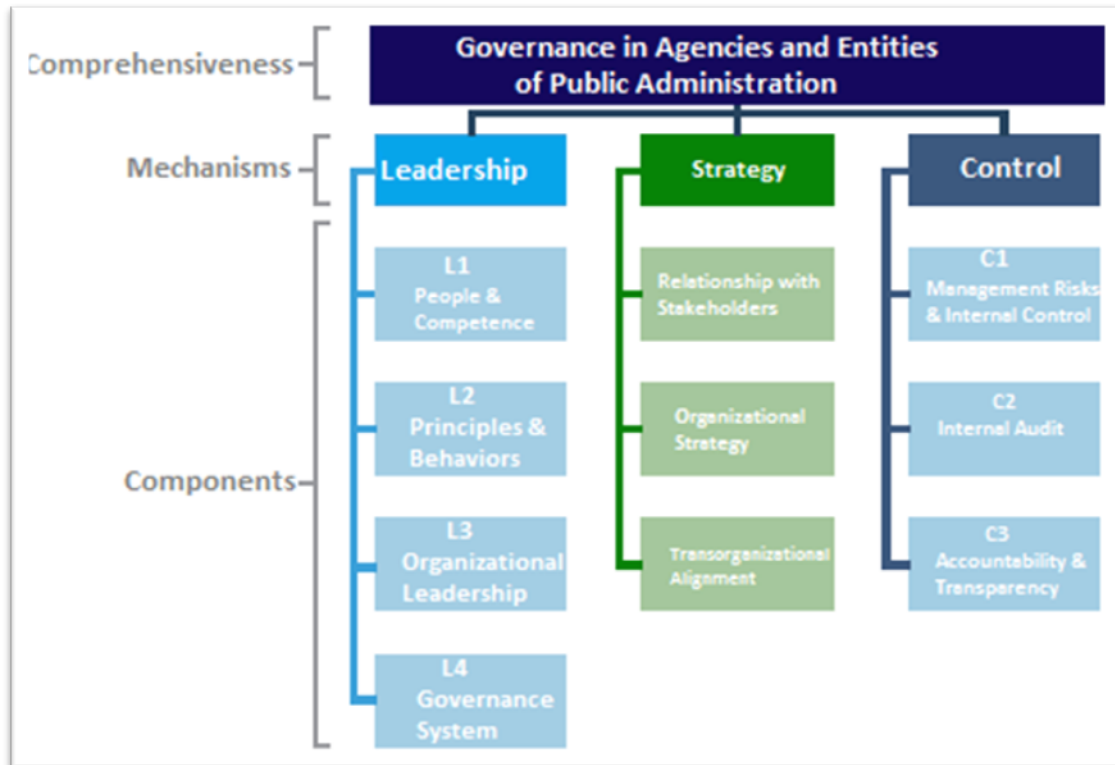 Comprehensiveness
Governance in Agencies and Entities
of Public Administration
Mechanisms
Leadership
Strategy
Control
Components
L1
People &
Competence
Relationship with
Stakeholders
C1
Management Risks
& Internal Control
L2
Principles &
Behaviors
Organizational
Strategy
C2
Internal Audit
L3
Organizational
Leadership
Transorganizational
Alignment
C3
Accountability &
Transparency
L4
Governance
System